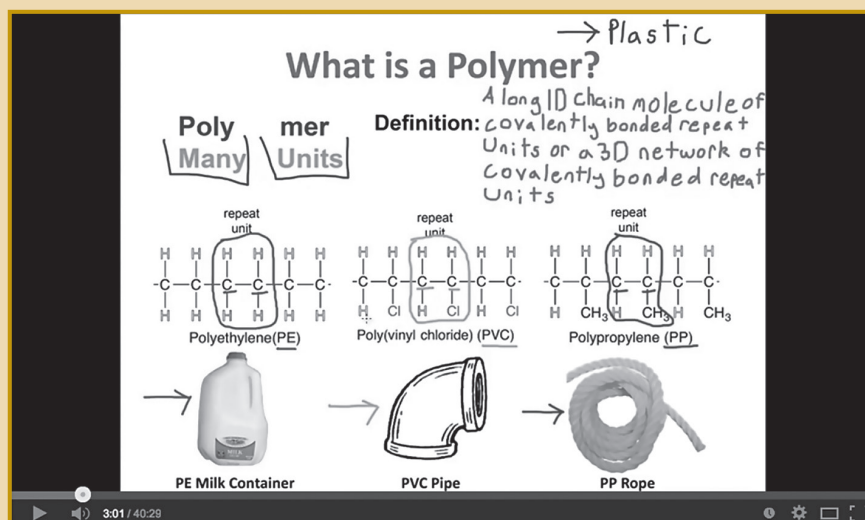 → Plastic
What is a Polymer?
Poly mer
Many Units
Definition: A long 1D chain molecule of
covalently bonded repeat
Units or a 3D network of
covalently bonded repeat
Units
repeat
unit
H H H H H H
-C-C-C-C-C-C-
H H H H H H
Polyethylene(PE)
repeat
unit
H H H H H H
-C-C-C-C-C-C-
H Cl H Cl H Cl
Poly(vinyl chloride) (PVC)
repeat
unit
H H H H H H
-C-C-C-C-C-C-
H CH₃ H CH₃ H CH₃
Polypropylene (PP)
MILK
PE Milk Container
PVC Pipe
PP Rope
3:01 / 40:29